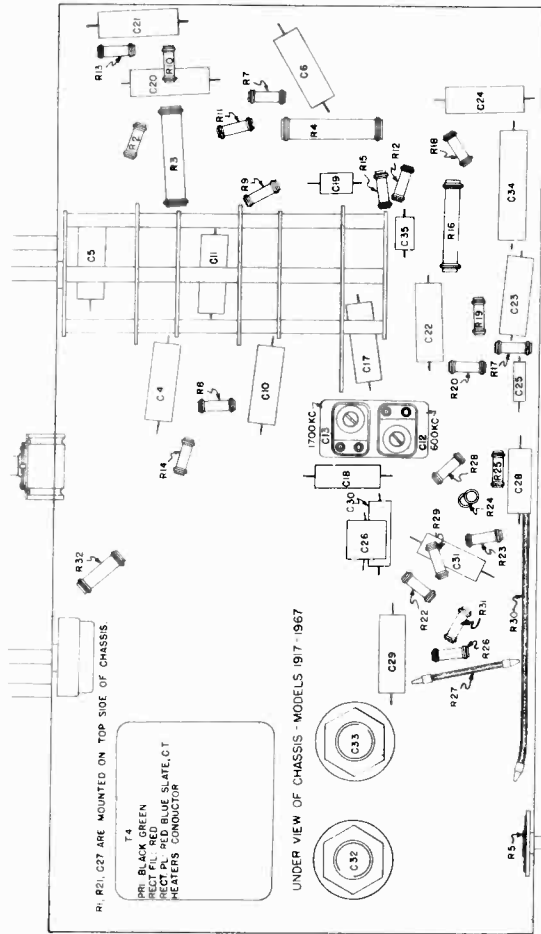 R1, R21, C27 ARE MOUNTED ON TOP SIDE OF CHASSIS.
T4
PRI: BLACK GREEN
RECT FIL: RED
RECT. PL: RED BLUE SLATE, C.T
HEATERS CONDUCTOR
UNDER VIEW OF CHASSIS - MODELS 1917-1967
C21
R13
R10
C20
R7
C6
R2
R11
R4
C24
R3
R18
R9
C19
R15
R12
C34
C35
R16
C5
C11
C22
R19
C23
C17
R20
R17
C4
C10
R8
C25
1700KC
C13
C12
600KC
R14
C18
R28
R25
C28
C30
R24
C26
R29
R32
C31
R23
R22
R30
R31
R26
C29
R27
C33
C32
R5